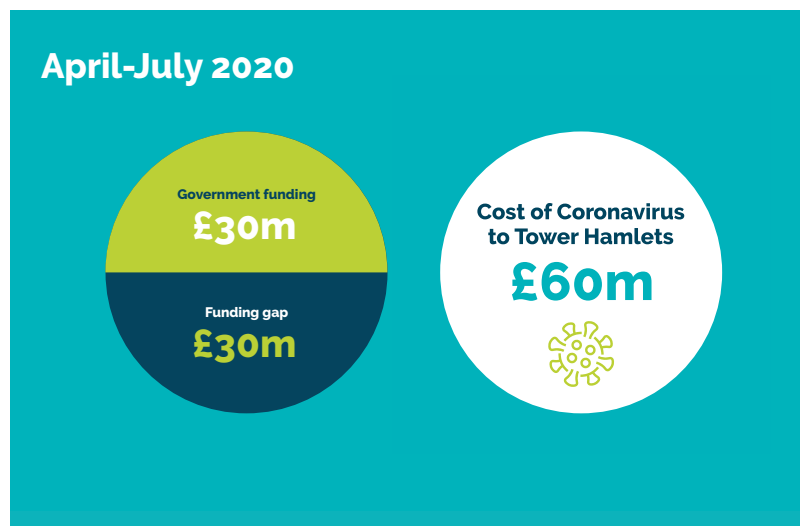 April-July 2020
Government funding
£30m
Funding gap
£30m
Cost of Coronavirus
to Tower Hamlets
£60m